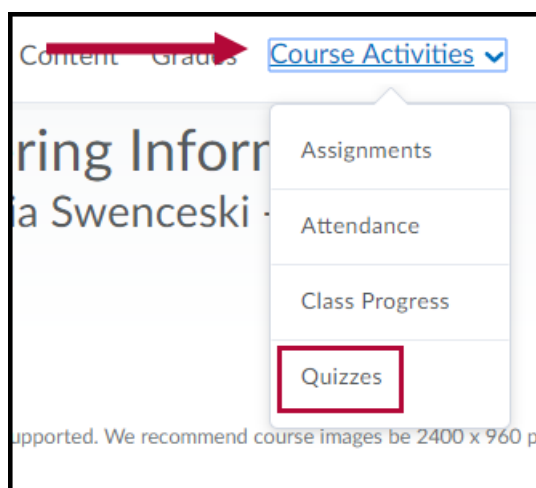 Content Grades Course Activities
ring Inforr
ia Swenceski -
Assignments
Attendance
Class Progress
Quizzes
upported. We recommend course images be 2400 x 960 p